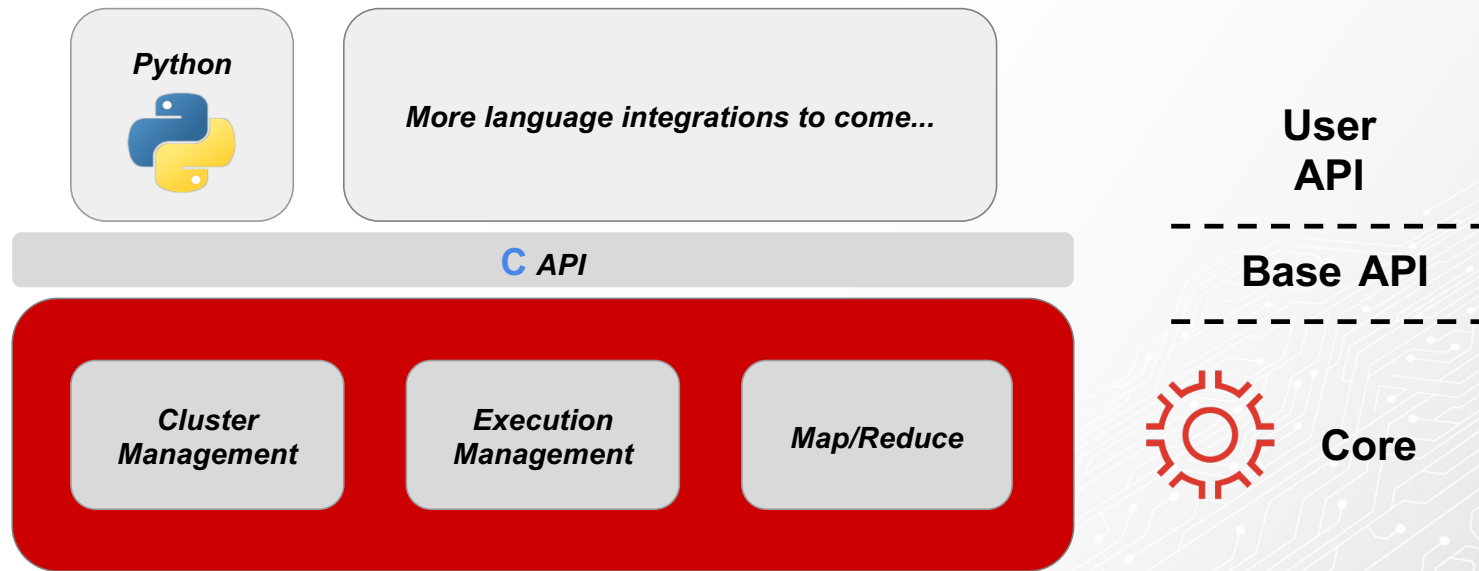 Python
More language integrations to come...
User
API
C API
Base API
Cluster
Management
Execution
Management
Map/Reduce
Core